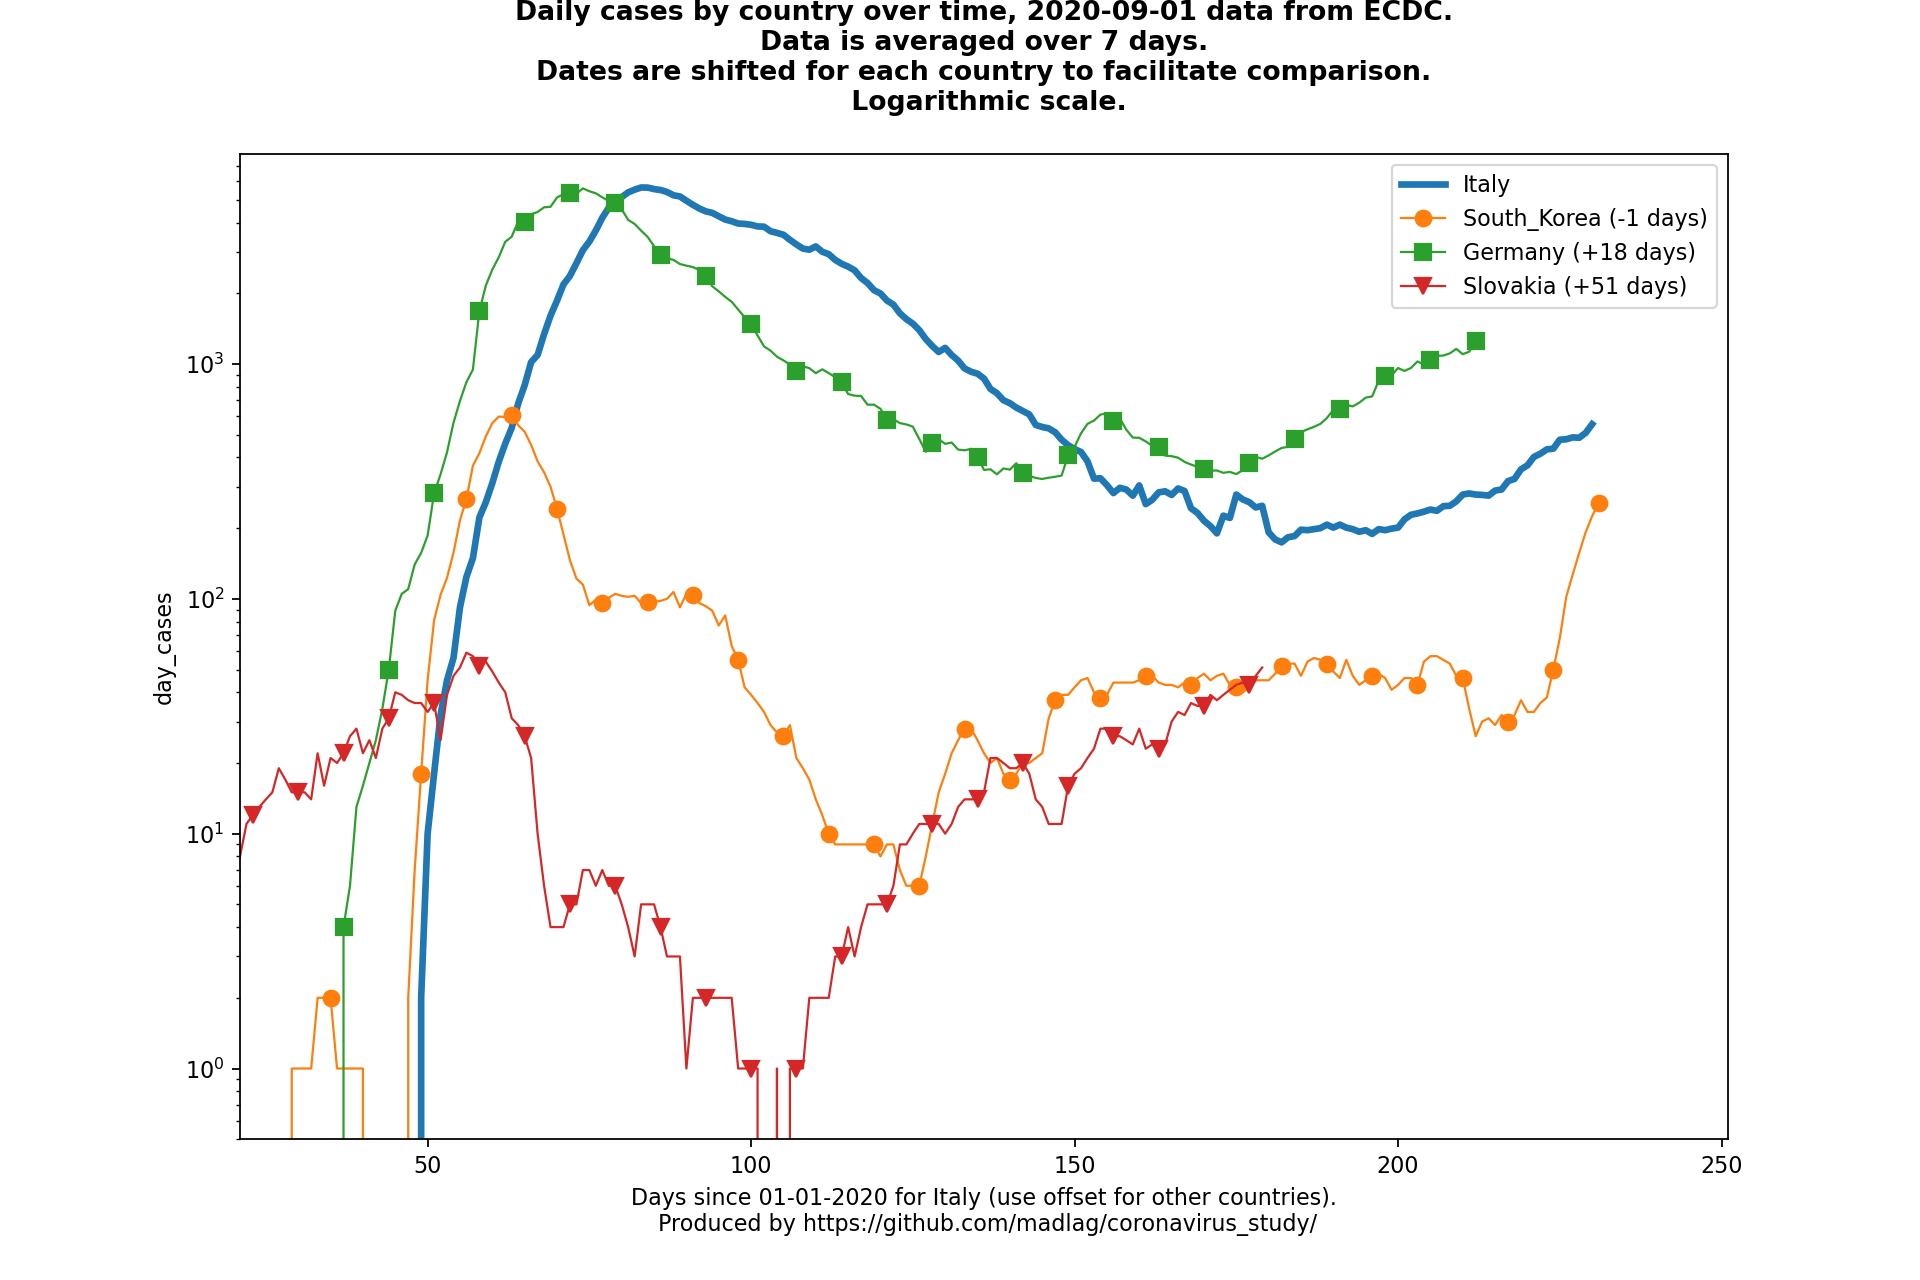 Daily cases by country over time, 2020-09-01 data from ECDC.
Data is averaged over 7 days.
Dates are shifted for each country to facilitate comparison.
Logarithmic scale.
Italy
South_Korea (-1 days)
Germany (+18 days)
Slovakia (+51 days)
day_cases
10³
10²
10¹
10⁰
50 100 150 200 250
Days since 01-01-2020 for Italy (use offset for other countries).
Produced by https://github.com/madlag/coronavirus_study/